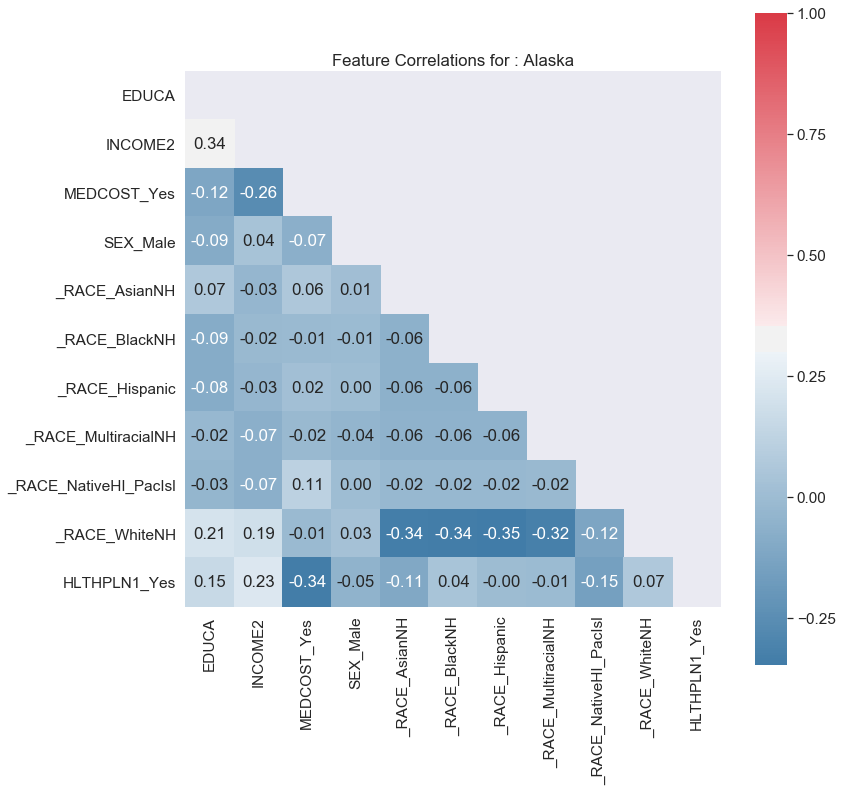 Feature Correlations for : Alaska
1.00
EDUCA
INCOME2 0.34
0.75
MEDCOST_Yes -0.12 -0.26
SEX_Male -0.09 0.04 -0.07
0.50
_RACE_AsianNH 0.07 -0.03 0.06 0.01
_RACE_BlackNH -0.09 -0.02 -0.01 -0.01 -0.06
0.25
_RACE_Hispanic -0.08 -0.03 0.02 0.00 -0.06 -0.06
_RACE_MultiracialNH -0.02 -0.07 -0.02 -0.04 -0.06 -0.06 -0.06
_RACE_NativeHI_PacIsl -0.03 -0.07 0.11 0.00 -0.02 -0.02 -0.02 -0.02
0.00
_RACE_WhiteNH 0.21 0.19 -0.01 0.03 -0.34 -0.34 -0.35 -0.32 -0.12
HLTHPLN1_Yes 0.15 0.23 -0.34 -0.05 -0.11 0.04 -0.00 -0.01 -0.15 0.07
−0.25
EDUCA
INCOME2
MEDCOST_Yes
SEX_Male
_RACE_AsianNH
_RACE_BlackNH
_RACE_Hispanic
_RACE_MultiracialNH
_RACE_NativeHI_PacIsl
_RACE_WhiteNH
HLTHPLN1_Yes